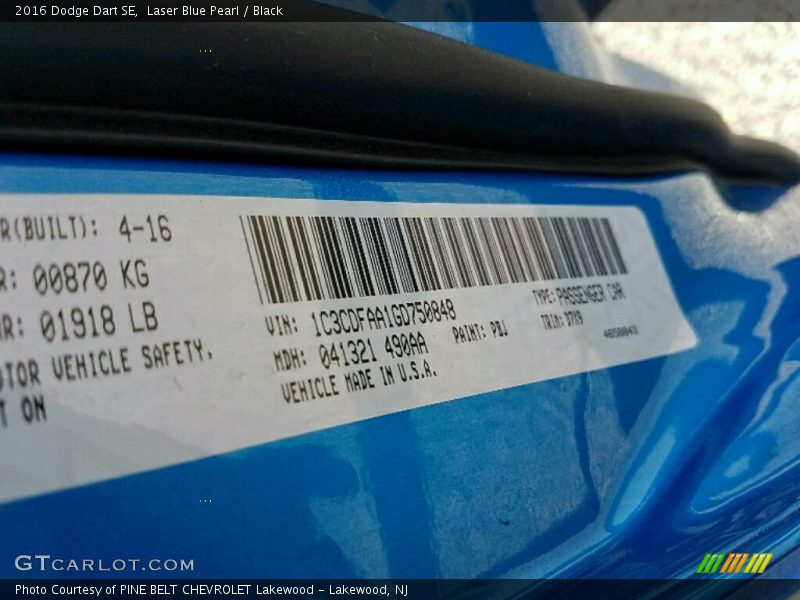 2016 Dodge Dart SE,  Laser Blue Pearl / Black
R(BUILT): 4-16
R: 00870 KG
R: 01918 LB
OTOR VEHICLE SAFETY.
T ON
VIN: 1C3CDFAA1GD750848
TYPE: PASSENGER CAR
MDH: 041321 490AA
PAINT: PBJ
TRIM:
VEHICLE MADE IN U.S.A.
GTCARLOT.COM
Photo Courtesy of PINE BELT CHEVROLET Lakewood - Lakewood, NJ